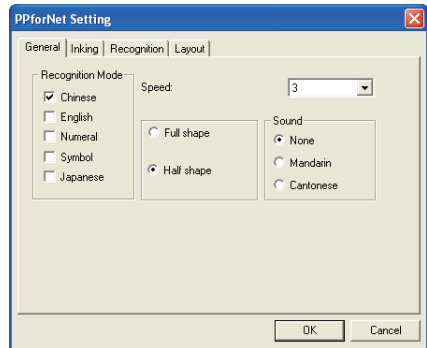 PPforNet Setting
General Inking Recognition Layout
Recognition Mode
Chinese
English
Numeral
Symbol
Japanese
Speed:
3
Full shape
Half shape
Sound
None
Mandarin
Cantonese
OK Cancel